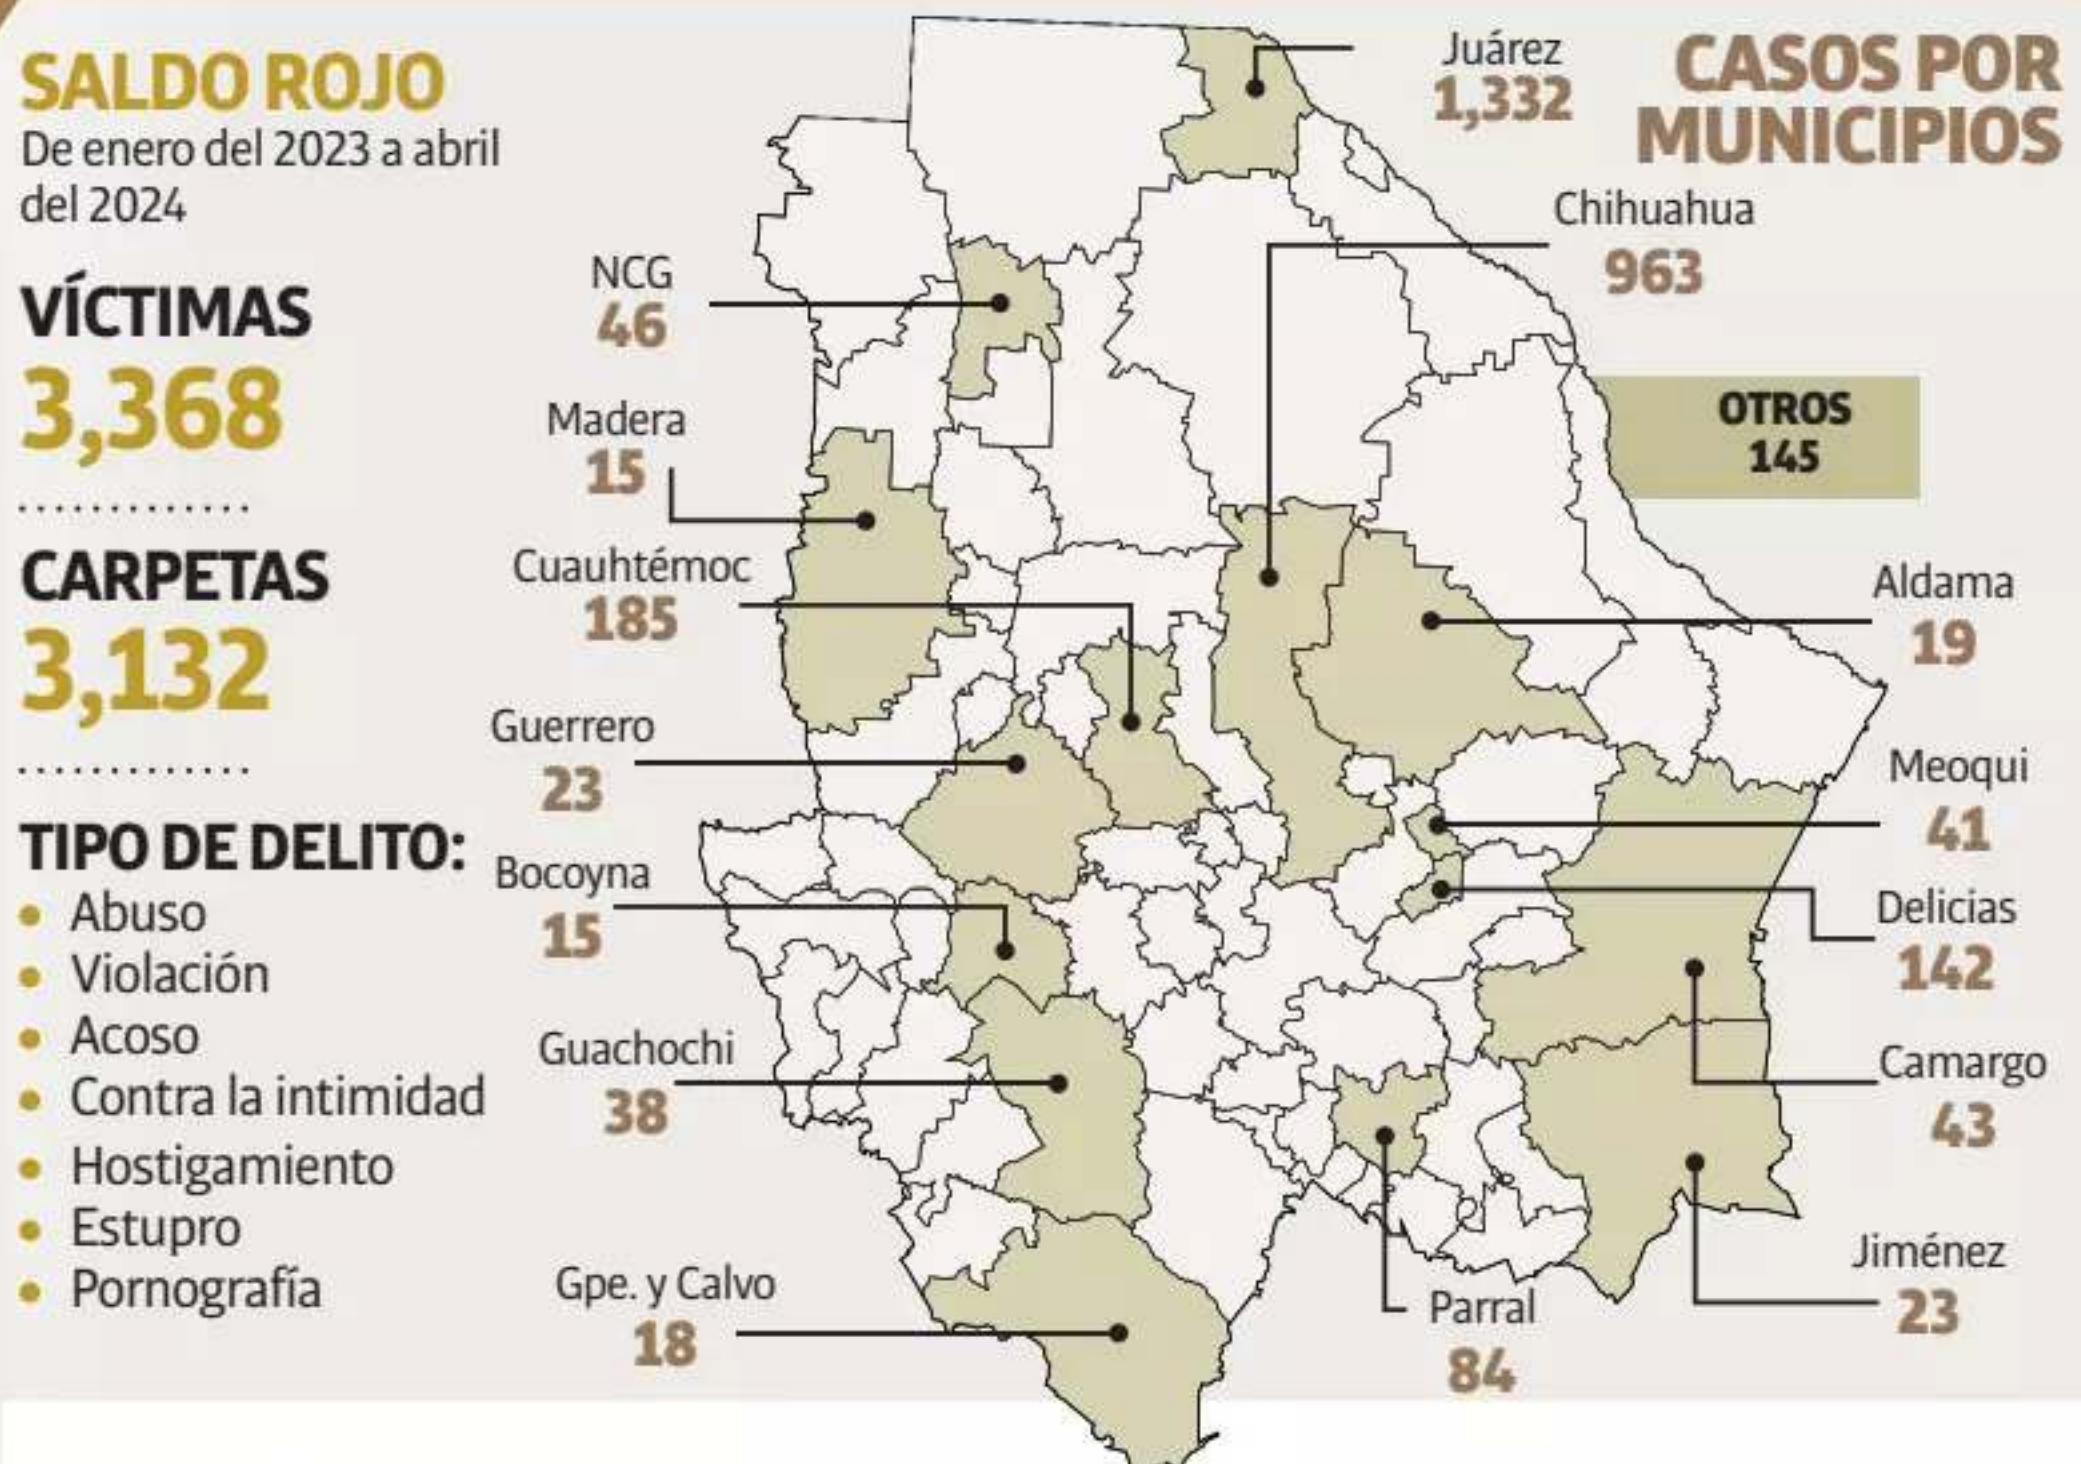 SALDO ROJO
De enero del 2023 a abril
del 2024
VÍCTIMAS
3,368
CARPETAS
3,132
TIPO DE DELITO:
• Abuso
• Violación
• Acoso
• Contra la intimidad
• Hostigamiento
• Estupro
• Pornografía
CASOS POR
MUNICIPIOS
Juárez
1,332
Chihuahua
963
NCG
46
Madera
15
Cuauhtémoc
185
Guerrero
23
Bocoyna
15
Guachochi
38
Gpe. y Calvo
18
OTROS
145
Aldama
19
Meoqui
41
Delicias
142
Camargo
43
Jiménez
23
Parral
84